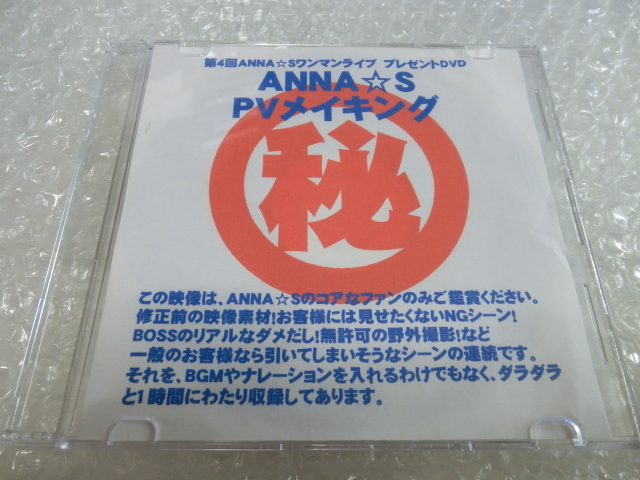 第4回ANNA☆Sワンマンライブ プレゼントDVD
ANNA☆S
PVメイキング
秘
この映像は、ANNA☆Sのコアなファンのみご鑑賞ください。
修正前の映像素材!お客様には見せたくないNGシーン!
BOSSのリアルなダメだし!無許可の野外撮影!など
一般のお客様なら引いてしまいそうなシーンの連続です。
それを、BGMやナレーションを入れるわけでもなく、ダラダラ
と1時間にわたり収録してあります。